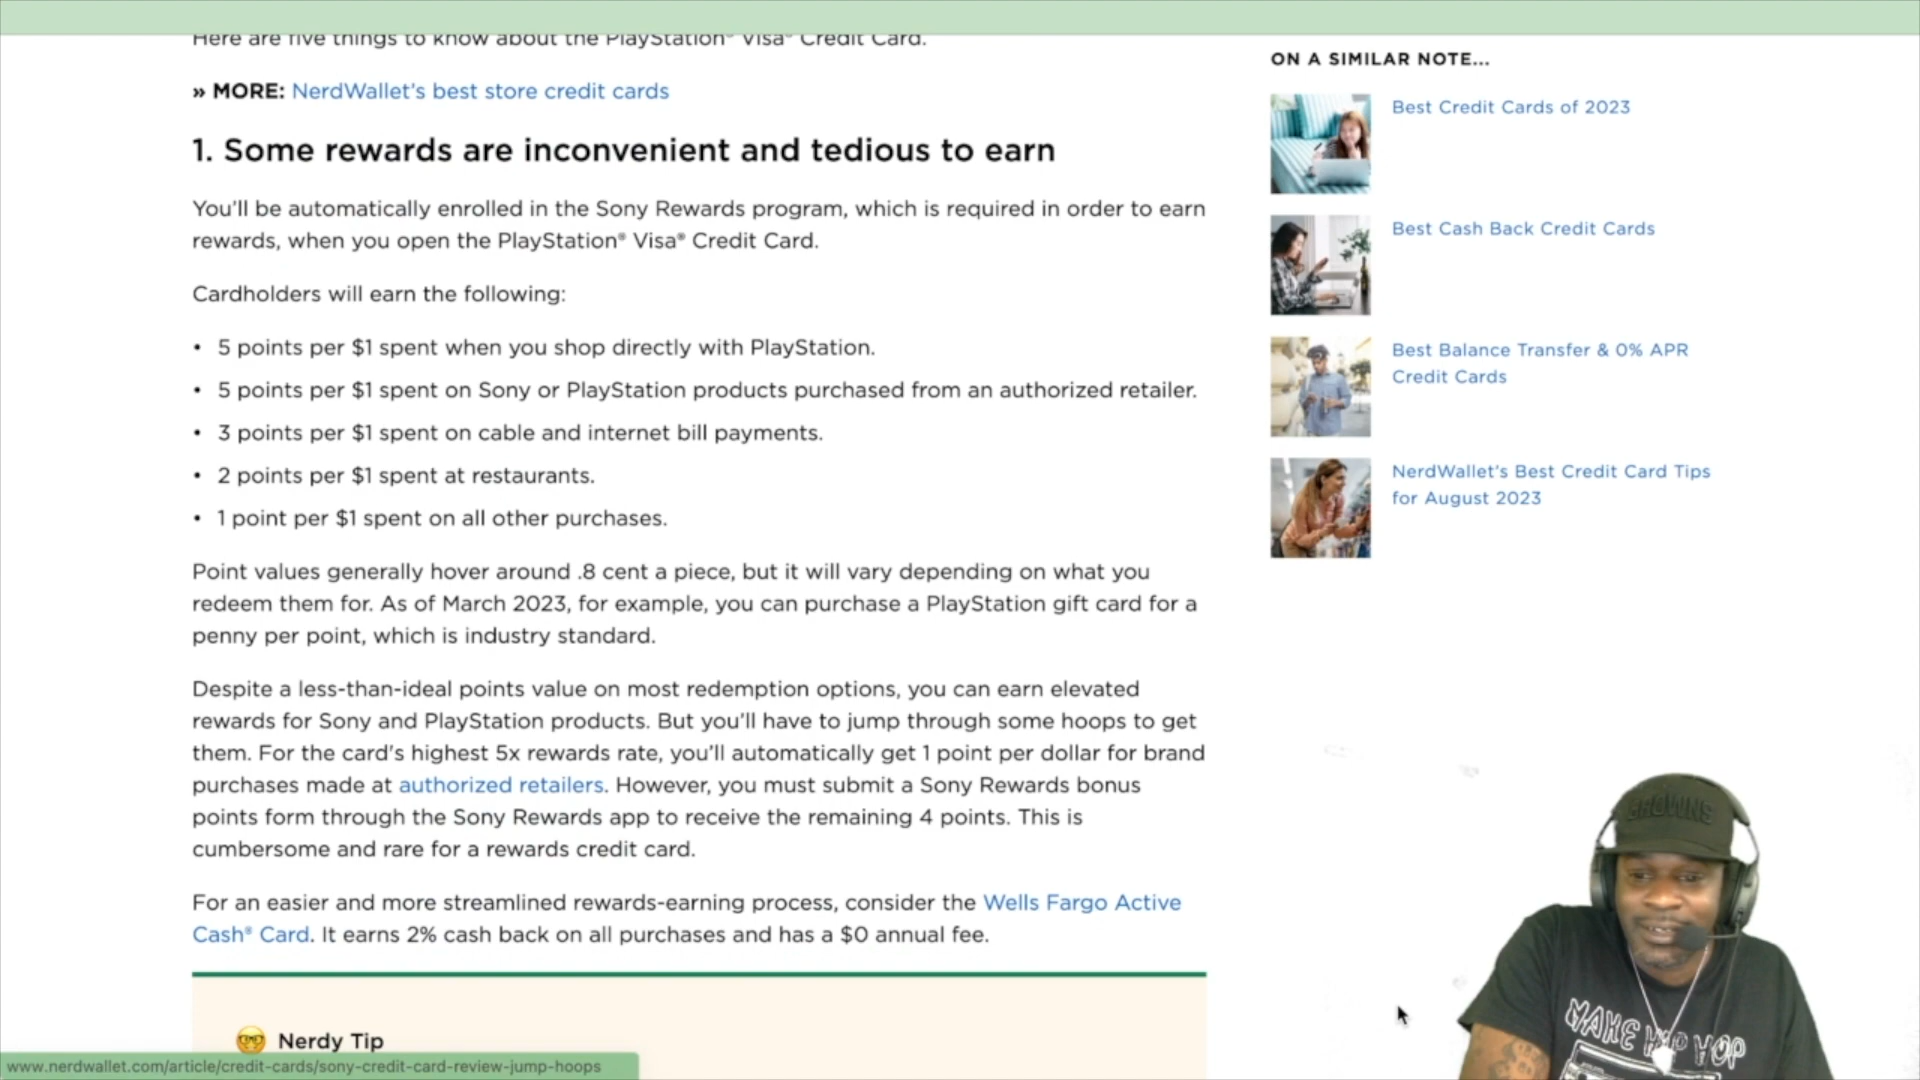 Here are five things to know about the PlayStation® Visa® Credit Card.
» MORE: NerdWallet's best store credit cards
1. Some rewards are inconvenient and tedious to earn
You'll be automatically enrolled in the Sony Rewards program, which is required in order to earn
rewards, when you open the PlayStation® Visa® Credit Card.
Cardholders will earn the following:
• 5 points per $1 spent when you shop directly with PlayStation.
• 5 points per $1 spent on Sony or PlayStation products purchased from an authorized retailer.
• 3 points per $1 spent on cable and internet bill payments.
• 2 points per $1 spent at restaurants.
• 1 point per $1 spent on all other purchases.
Point values generally hover around .8 cent a piece, but it will vary depending on what you
redeem them for. As of March 2023, for example, you can purchase a PlayStation gift card for a
penny per point, which is industry standard.
Despite a less-than-ideal points value on most redemption options, you can earn elevated
rewards for Sony and PlayStation products. But you'll have to jump through some hoops to get
them. For the card's highest 5x rewards rate, you'll automatically get 1 point per dollar for brand
purchases made at authorized retailers. However, you must submit a Sony Rewards bonus
points form through the Sony Rewards app to receive the remaining 4 points. This is
cumbersome and rare for a rewards credit card.
For an easier and more streamlined rewards-earning process, consider the Wells Fargo Active
Cash® Card. It earns 2% cash back on all purchases and has a $0 annual fee.
Nerdy Tip
www.nerdwallet.com/article/credit-cards/sony-credit-card-review-jump-hoops
ON A SIMILAR NOTE...
Best Credit Cards of 2023
Best Cash Back Credit Cards
Best Balance Transfer & 0% APR
Credit Cards
NerdWallet's Best Credit Card Tips
for August 2023
BROWNS
MAKE HIP HOP